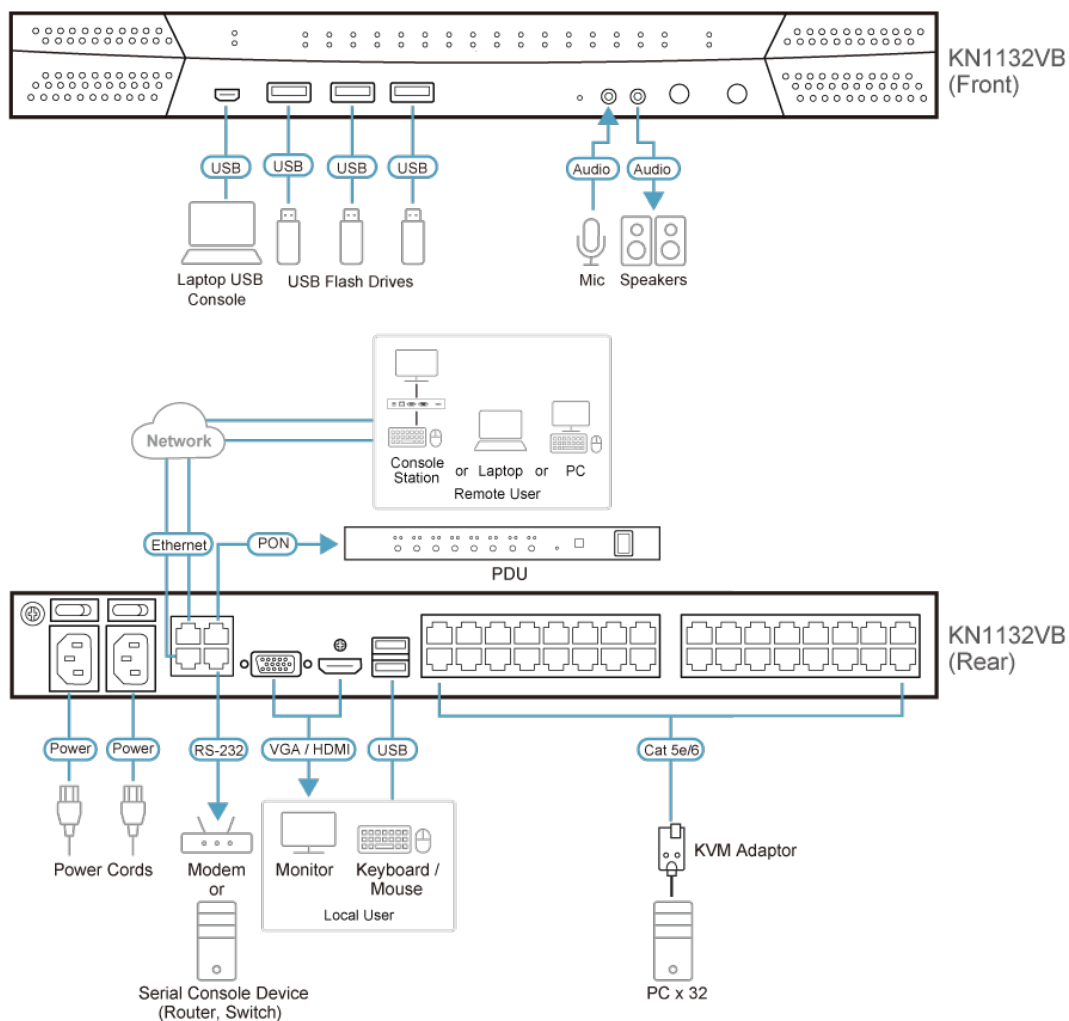 KN1132VB
(Front)
USB
USB
USB
USB
Audio
Audio
Laptop USB
Console
USB Flash Drives
Mic
Speakers
Network
Console
Station
or
Laptop
or
PC
Remote User
Ethernet
PON
PDU
KN1132VB
(Rear)
Power
Power
RS-232
VGA / HDMI
USB
Cat 5e/6
Power Cords
Modem
or
Monitor
Keyboard /
Mouse
Local User
KVM Adaptor
Serial Console Device
(Router, Switch)
PC x 32